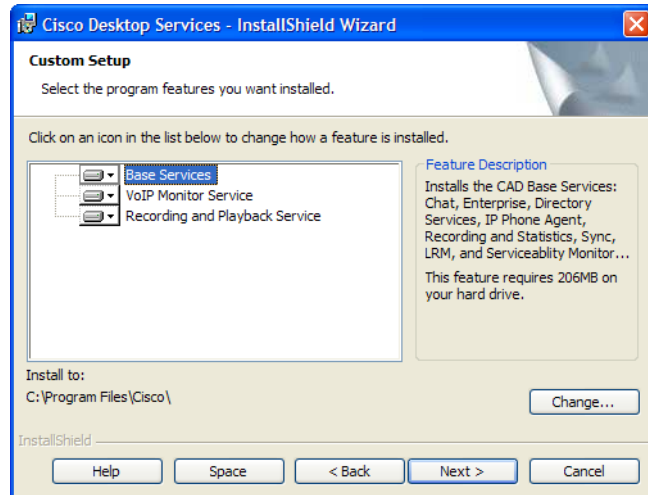 Cisco Desktop Services - InstallShield Wizard
Custom Setup
Select the program features you want installed.
Click on an icon in the list below to change how a feature is installed.
Base Services
VoIP Monitor Service
Recording and Playback Service
Feature Description
Installs the CAD Base Services:
Chat, Enterprise, Directory
Services, IP Phone Agent,
Recording and Statistics, Sync,
LRM, and Serviceablity Monitor...
This feature requires 206MB on
your hard drive.
Install to:
C:\Program Files\Cisco\
Change...
InstallShield
Help
Space
< Back
Next >
Cancel